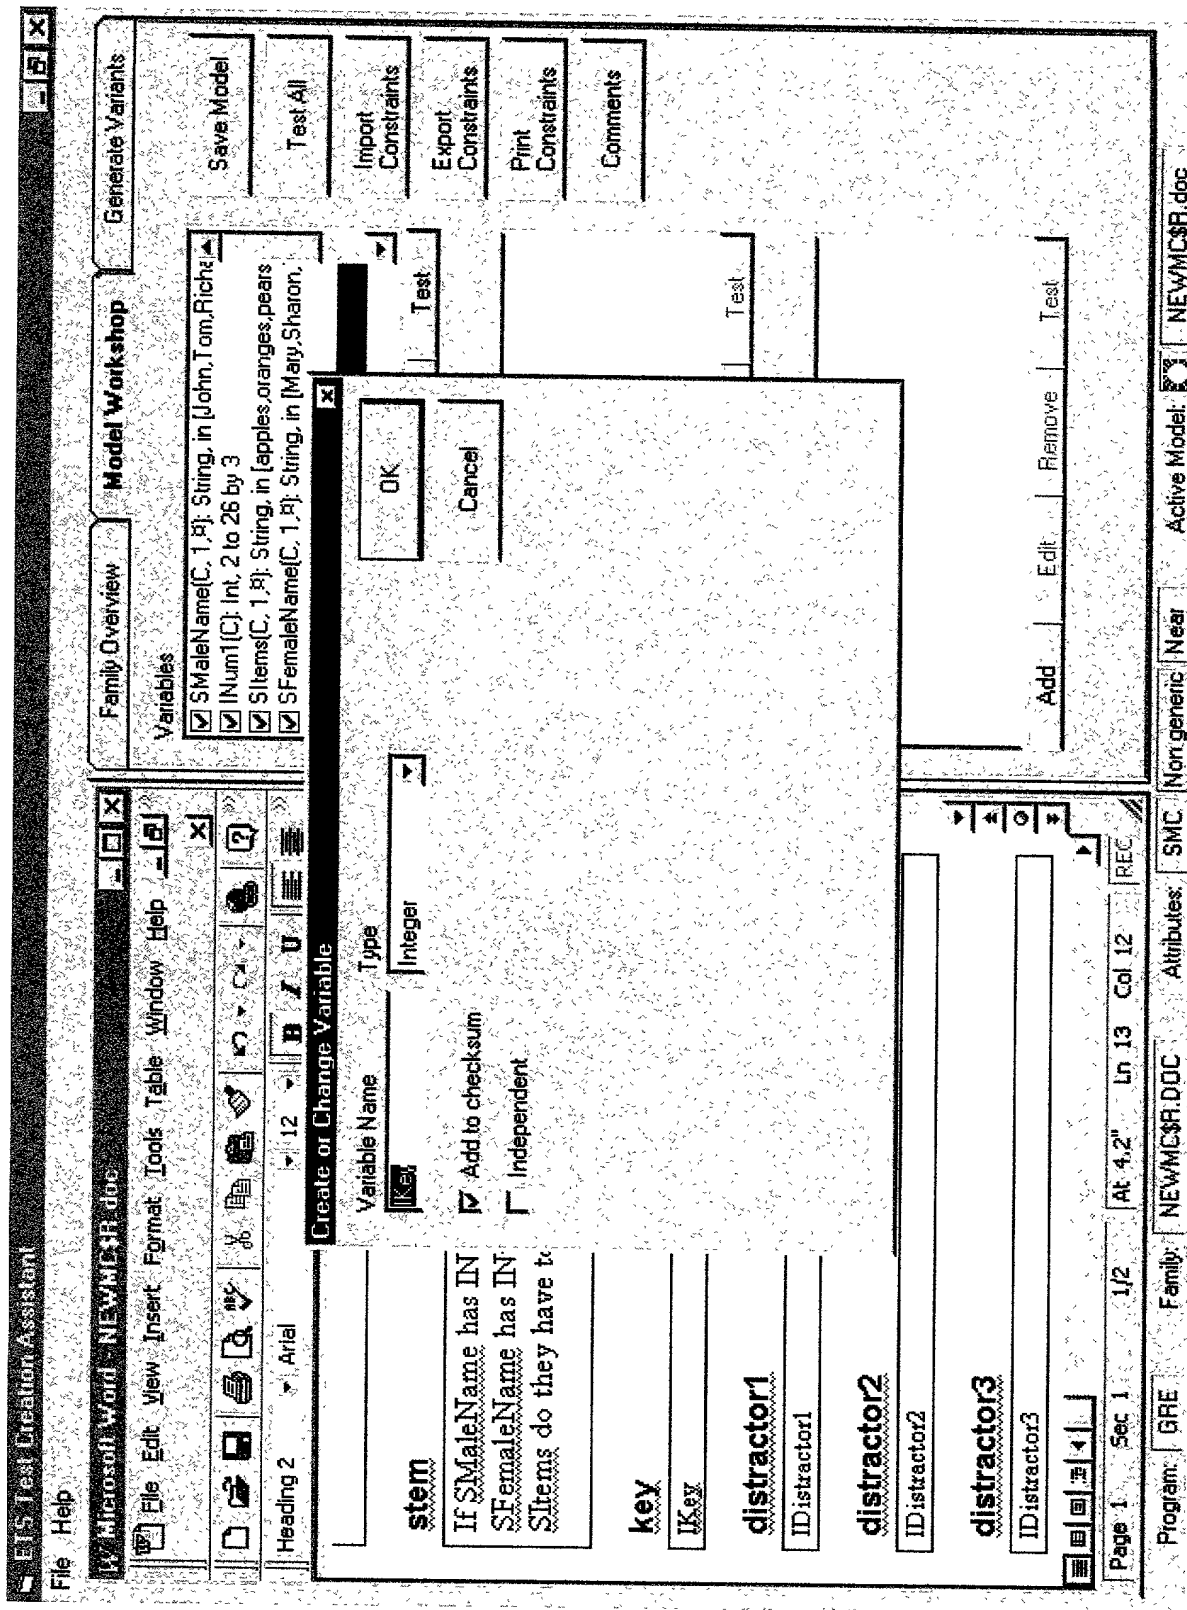 ETS Test Creation Assistant
File Help
Microsoft Word - NEWMC$R.doc
File Edit View Insert Format Tools Table Window Help
Heading 2 Arial 12 B I U
stem
If SMaleName has IN
SFemaleName has IN
SItems do they have to
key
IKey
distractor1
IDistractor1
distractor2
IDistractor2
distractor3
IDistractor3
Page 1 Sec 1 1/2 At 4.2" Ln 13 Col 12 REC
Family Overview Model Workshop Generate Variants
Variables
SMaleName(C, 1,¤): String, in [John,Tom,Richa
INum1(C): Int, 2 to 26 by 3
SItems(C, 1,¤): String, in [apples,oranges,pears
SFemaleName(C, 1,¤): String, in [Mary,Sharon,
Test
Test
Add Edit Remove Test
Save Model
Test All
Import
Constraints
Export
Constraints
Print
Constraints
Comments
Create or Change Variable
Variable Name Type
IKey Integer
Add to checksum
Independent
OK
Cancel
Program: GRE Family: NEWMC$R.DOC Attributes: SMC Non generic Near Active Model: NEWMC$R.doc